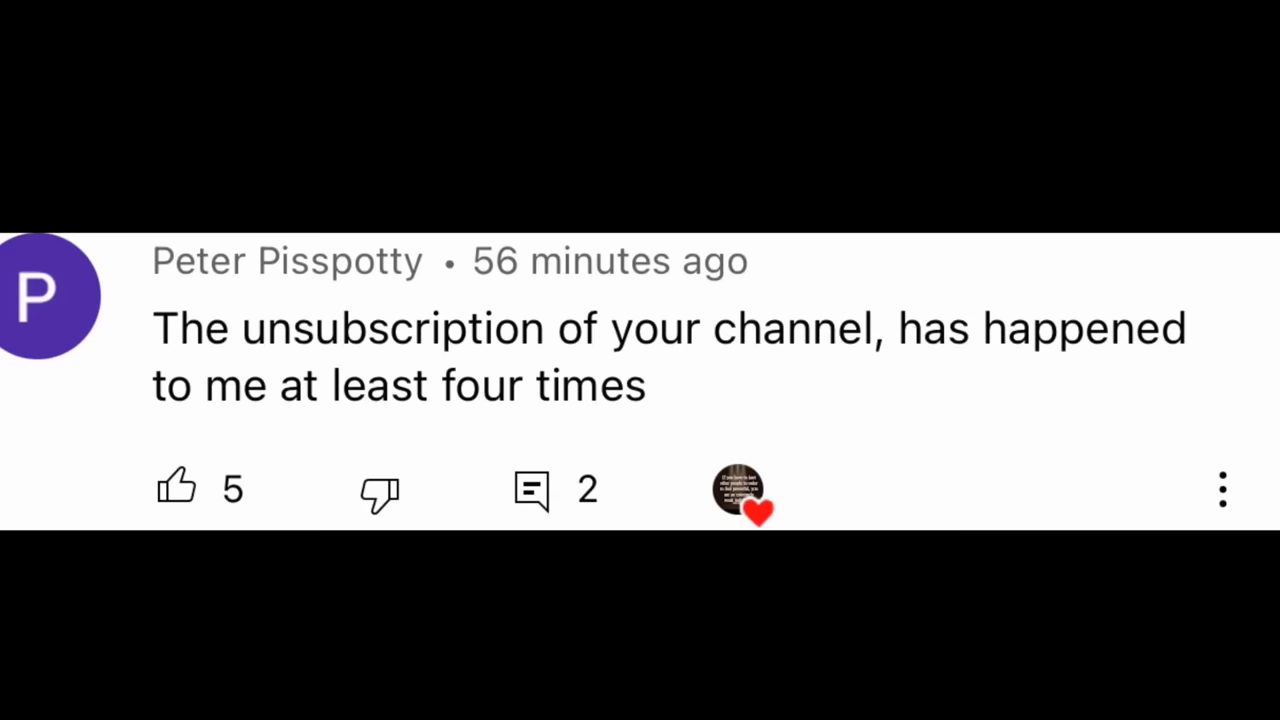 P
Peter Pisspotty • 56 minutes ago
The unsubscription of your channel, has happened
to me at least four times
5
2